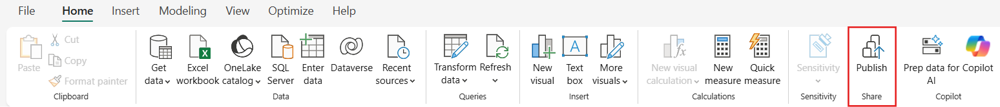 File Home Insert Modeling View Optimize Help
Paste
Cut
Copy
Format painter
Clipboard
Get
data
Excel
workbook
OneLake
catalog
SQL
Server
Enter
data
Dataverse
Recent
sources
Data
Transform
data
Refresh
Queries
New
visual
A
Text
box
More
visuals
Insert
fx
New visual
calculation
New
measure
Quick
measure
Calculations
Sensitivity
Sensitivity
Publish
Share
Prep data for
AI
Copilot
Copilot